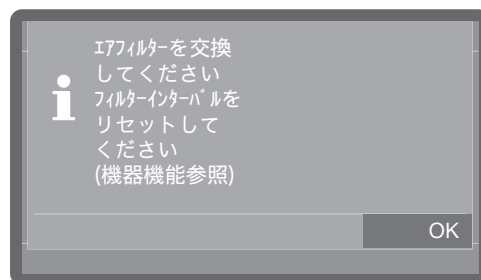 ｴｱﾌｨﾙﾀｰを交換
してください
ﾌｨﾙﾀｰｲﾝﾀｰﾊﾞﾙを
リセットして
ください
(機器機能参照)
OK